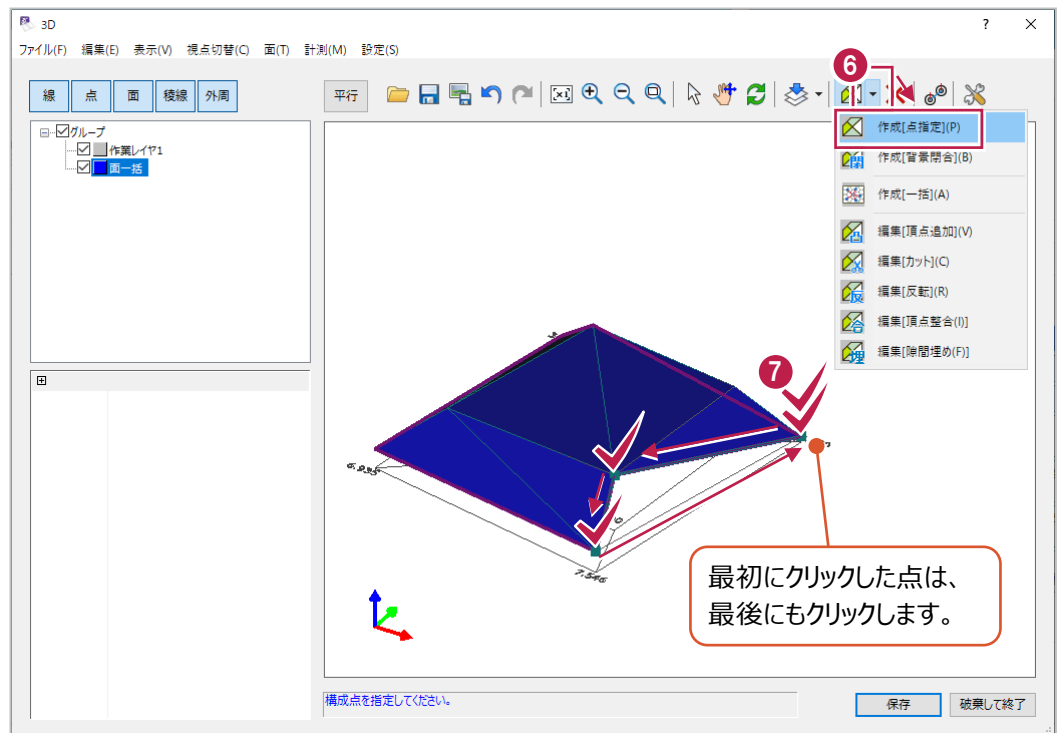 3D
? ×
ファイル(F) 編集(E) 表示(V) 視点切替(C) 面(T) 計測(M) 設定(S)
線 点 面 稜線 外周 平行
6
グループ
作業レイヤ1
面一括
作成[点指定](P)
作成[背景閉合](B)
作成[一括](A)
編集[頂点追加](V)
編集[カット](C)
編集[反転](R)
編集[頂点整合(I)]
編集[隙間埋め(F)]
7
6.935
0
7.546
最初にクリックした点は、
最後にもクリックします。
構成点を指定してください。
保存 破棄して終了